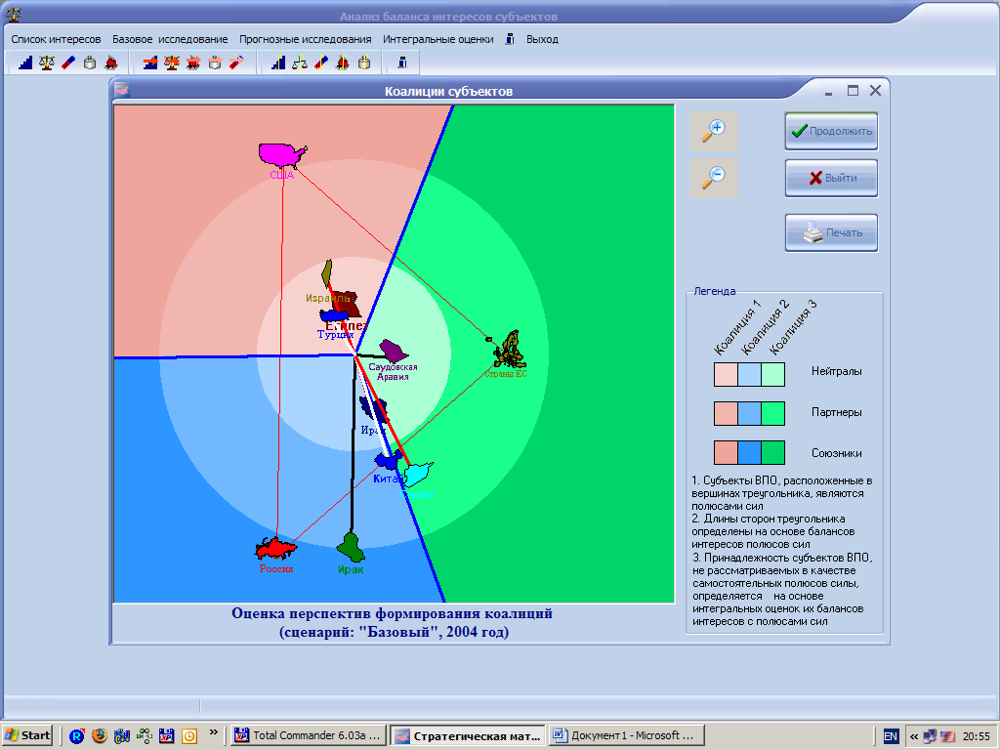 Анализ баланса интересов субъектов
Список интересов Базовое исследование Прогнозные исследования Интегральные оценки Выход
Коалиции субъектов
США
Израиль
Египет
Турция
Саудовская
Аравия
Страны ЕС
Китай
Россия
Ирак
Оценка перспектив формирования коалиций
(сценарий: "Базовый", 2004 год)
Продолжить
Выйти
Печать
Легенда
Коалиция 1
Коалиция 2
Коалиция 3
Нейтралы
Партнеры
Союзники
1. Субъекты ВПО, расположенные в
вершинах треугольника, являются
полюсами сил
2. Длины сторон треугольника
определены на основе балансов
интересов полюсов сил
3. Принадлежность субъектов ВПО,
не рассматриваемых в качестве
самостоятельных полюсов силы,
определяется на основе
интегральных оценок их балансов
интересов с полюсами сил
Start
Total Commander 6.03a ...
Стратегическая мат...
Документ1 - Microsoft ...
EN
20:55